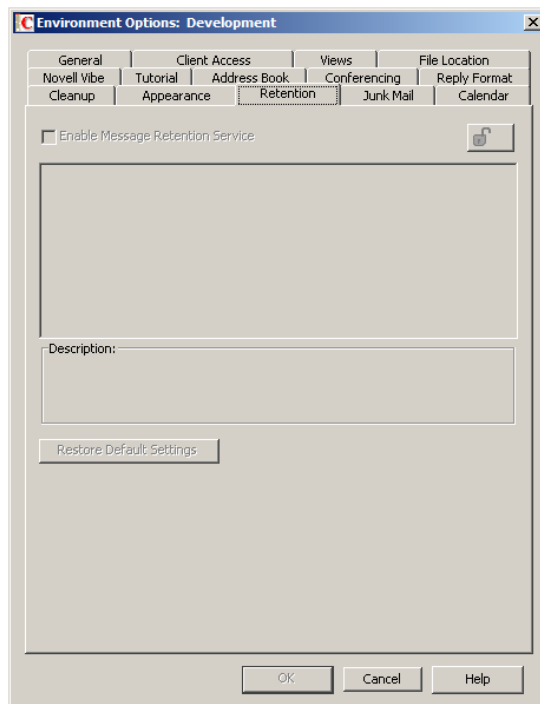 Environment Options: Development
General Client Access Views File Location
Novell Vibe Tutorial Address Book Conferencing Reply Format
Cleanup Appearance Retention Junk Mail Calendar
Enable Message Retention Service
Description:
Restore Default Settings
OK Cancel Help